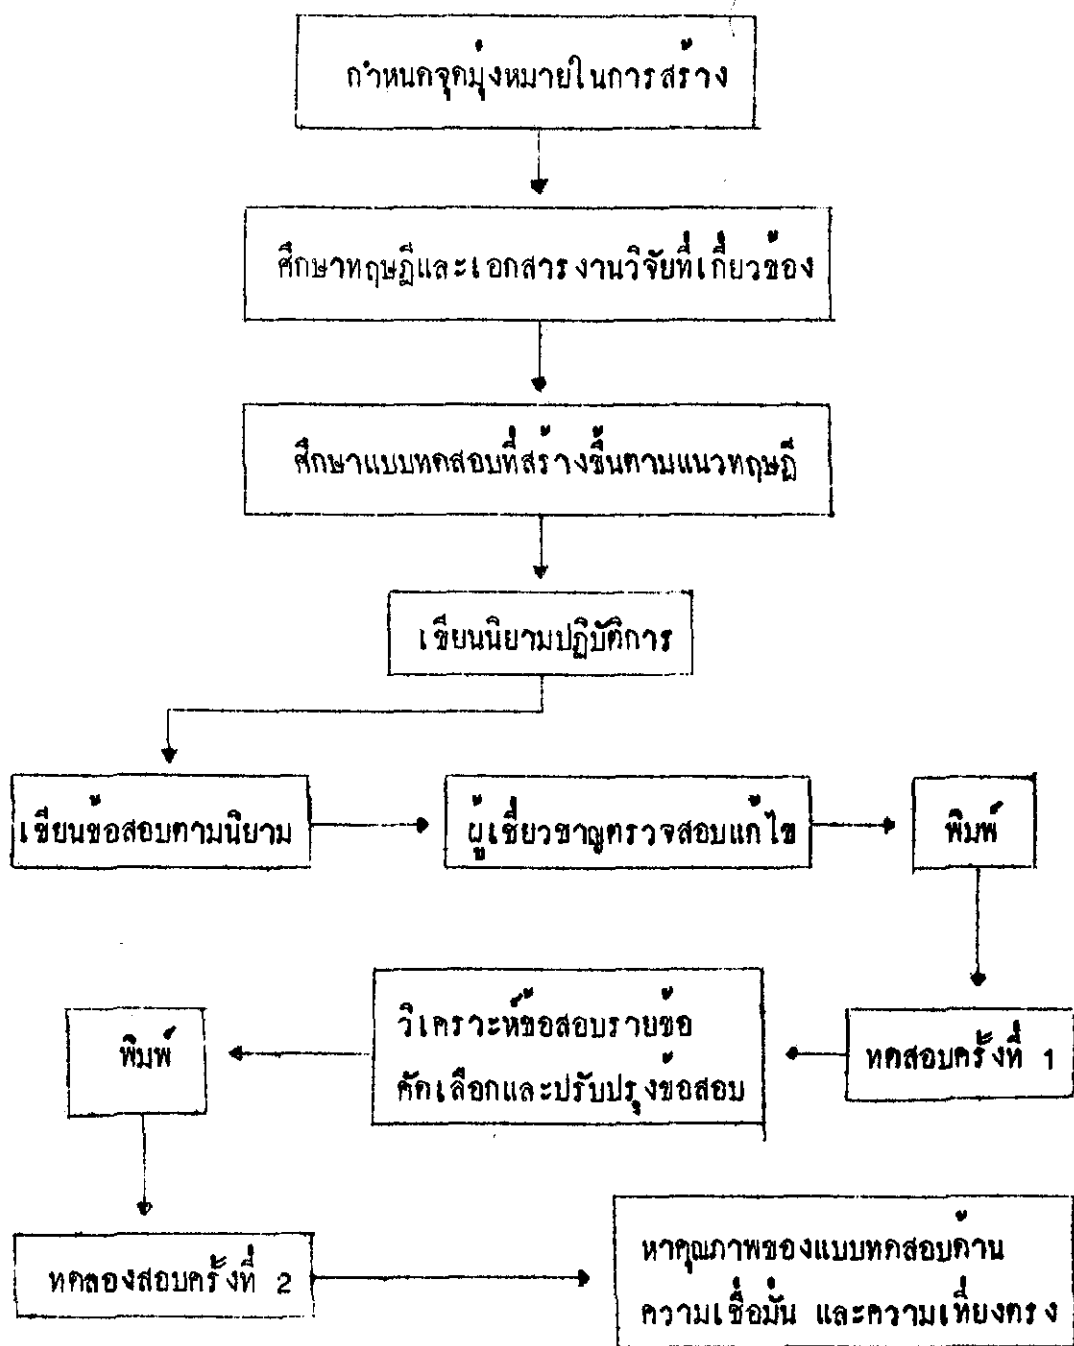 กำหนดจุดมุ่งหมายในการสร้าง
ศึกษาทฤษฎีและเอกสารงานวิจัยที่เกี่ยวข้อง
ศึกษาแบบทดสอบที่สร้างขึ้นตามแนวทฤษฎี
เขียนนิยามปฏิบัติการ
เขียนข้อสอบตามนิยาม
ผู้เชี่ยวชาญตรวจสอบแก้ไข
พิมพ์
ทดสอบครั้งที่ 1
วิเคราะห์ข้อสอบรายข้อ
คัดเลือกและปรับปรุงข้อสอบ
พิมพ์
ทดลองสอบครั้งที่ 2
หาคุณภาพของแบบทดสอบด้าน
ความเชื่อมั่น และความเที่ยงตรง